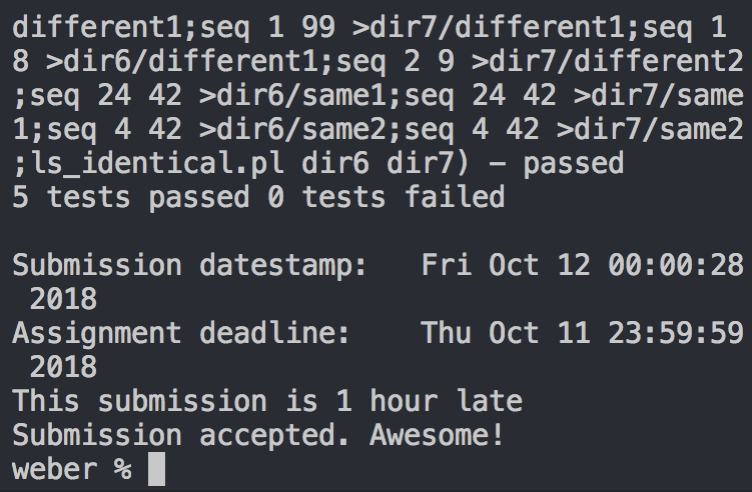 different1;seq 1 99 >dir7/different1;seq 1
8 >dir6/different1;seq 2 9 >dir7/different2
;seq 24 42 >dir6/same1;seq 24 42 >dir7/same
1;seq 4 42 >dir6/same2;seq 4 42 >dir7/same2
;ls_identical.pl dir6 dir7) – passed
5 tests passed 0 tests failed
Submission datestamp:   Fri Oct 12 00:00:28
 2018
Assignment deadline:    Thu Oct 11 23:59:59
 2018
This submission is 1 hour late
Submission accepted. Awesome!
weber %